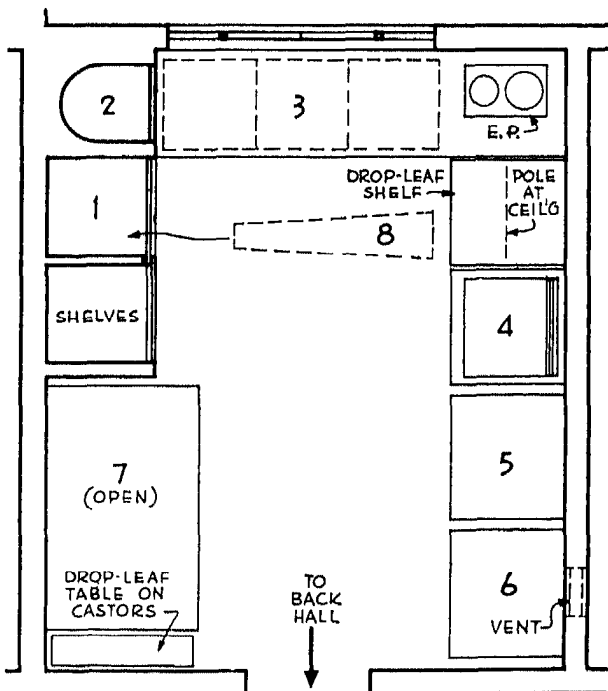 2
3
E.P.
1
DROP-LEAF
SHELF
POLE
AT
CEIL'G
8
SHELVES
4
7
(OPEN)
5
DROP-LEAF
TABLE ON
CASTORS
TO
BACK
HALL
6
VENT